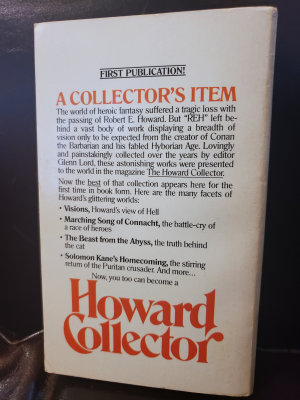 FIRST PUBLICATION!
A COLLECTOR'S ITEM
The world of heroic fantasy suffered a tragic loss with
the passing of Robert E. Howard. But "REH" left be-
hind a vast body of work displaying a breadth of
vision only to be expected from the creator of Conan
the Barbarian and his fabled Hyborian Age. Lovingly
and painstakingly collected over the years by editor
Glenn Lord, these astonishing works were presented
to the world in the magazine The Howard Collector.
Now the best of that collection appears here for the
first time in book form. Here are the many facets of
Howard's glittering worlds:
• Visions, Howard's view of Hell
• Marching Song of Connacht, the battle-cry of
a race of heroes
• The Beast from the Abyss, the truth behind
the cat
• Solomon Kane's Homecoming, the stirring
return of the Puritan crusader. And more...
Now, you too can become a
Howard
Collector